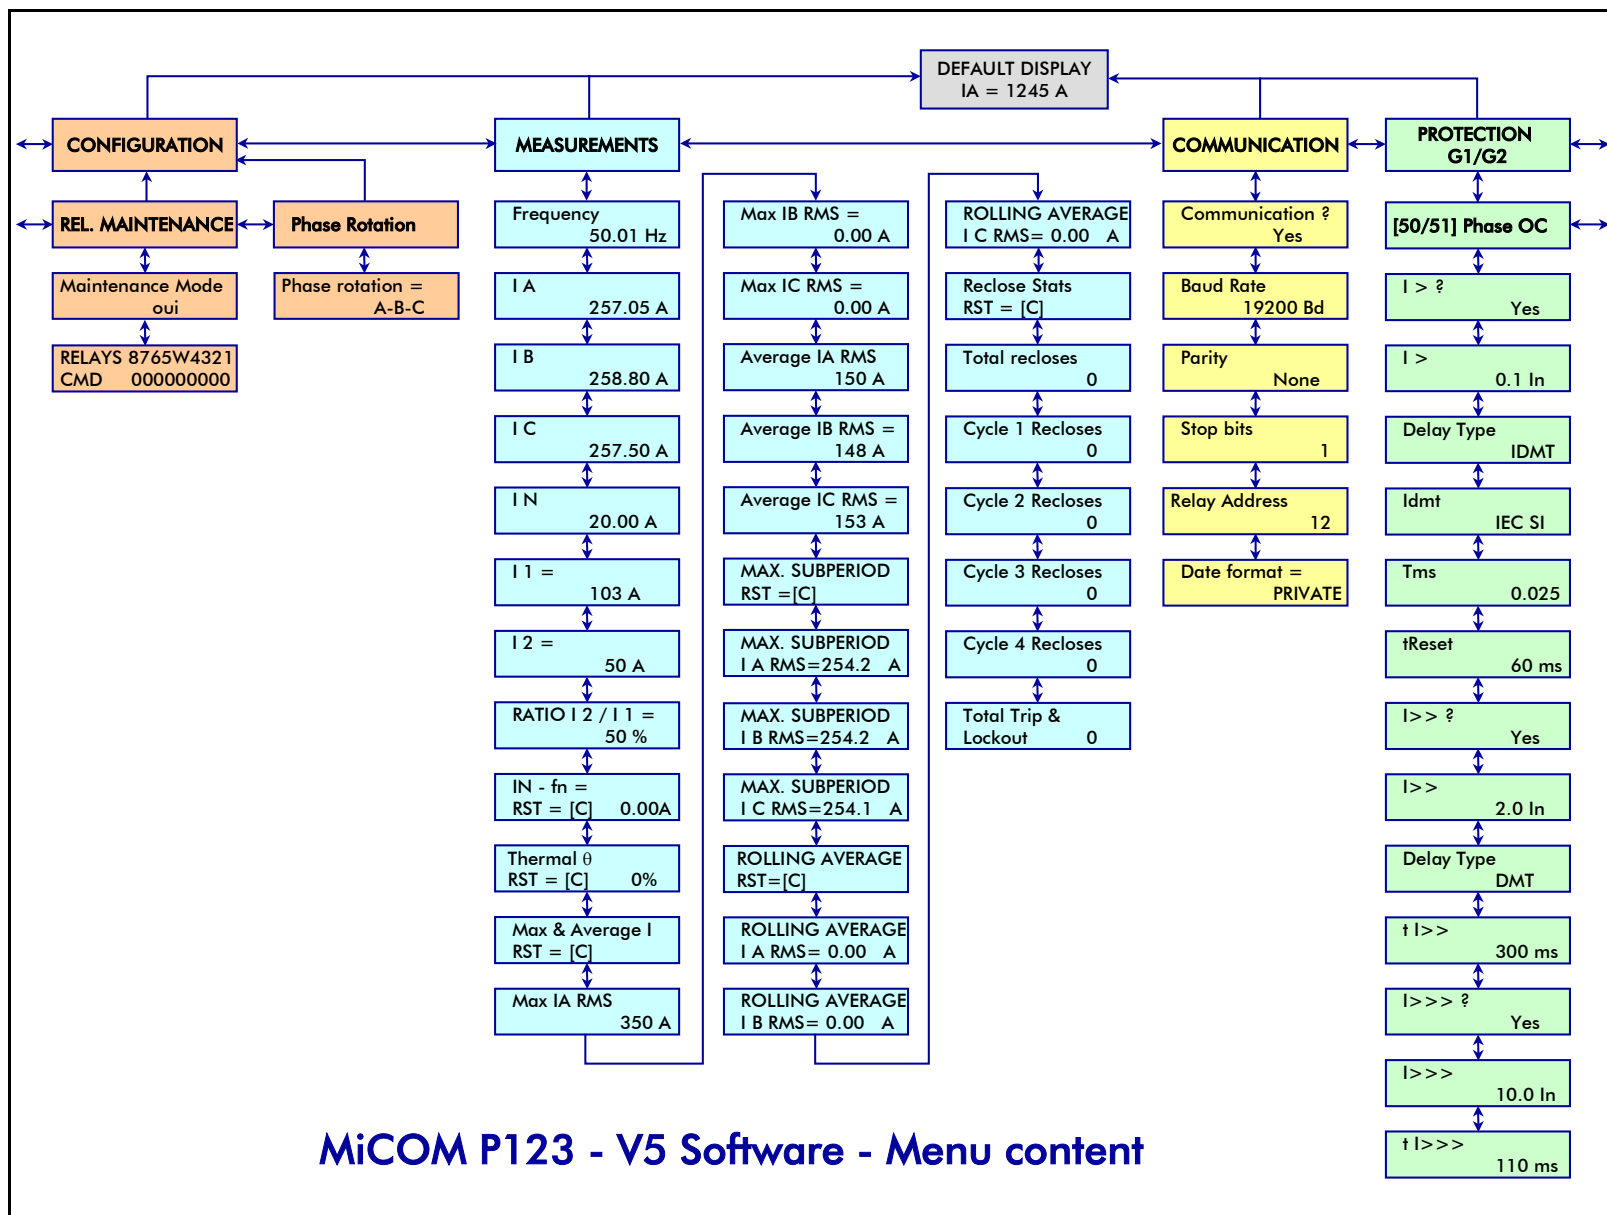 DEFAULT DISPLAY
IA = 1245 A
CONFIGURATION
MEASUREMENTS
COMMUNICATION
PROTECTION
G1/G2
REL. MAINTENANCE
Phase Rotation
Maintenance Mode
oui
Phase rotation =
A-B-C
RELAYS 8765W4321
CMD 000000000
Frequency
50.01 Hz
I A
257.05 A
I B
258.80 A
I C
257.50 A
I N
20.00 A
I 1 =
103 A
I 2 =
50 A
RATIO I 2 / I 1 =
50 %
IN - fn =
RST = [C] 0.00A
Thermal θ
RST = [C] 0%
Max & Average I
RST = [C]
Max IA RMS
350 A
Max IB RMS =
0.00 A
Max IC RMS =
0.00 A
Average IA RMS
150 A
Average IB RMS =
148 A
Average IC RMS =
153 A
MAX. SUBPERIOD
RST =[C]
MAX. SUBPERIOD
I A RMS=254.2 A
MAX. SUBPERIOD
I B RMS=254.2 A
MAX. SUBPERIOD
I C RMS=254.1 A
ROLLING AVERAGE
RST=[C]
ROLLING AVERAGE
I A RMS= 0.00 A
ROLLING AVERAGE
I B RMS= 0.00 A
ROLLING AVERAGE
I C RMS= 0.00 A
Reclose Stats
RST = [C]
Total recloses
0
Cycle 1 Recloses
0
Cycle 2 Recloses
0
Cycle 3 Recloses
0
Cycle 4 Recloses
0
Total Trip &
Lockout 0
Communication ?
Yes
Baud Rate
19200 Bd
Parity
None
Stop bits
1
Relay Address
12
Date format =
PRIVATE
[50/51] Phase OC
I > ?
Yes
I >
0.1 In
Delay Type
IDMT
Idmt
IEC SI
Tms
0.025
tReset
60 ms
I>> ?
Yes
I>>
2.0 In
Delay Type
DMT
t I>>
300 ms
I>>> ?
Yes
I>>>
10.0 In
t I>>>
110 ms
MiCOM P123 - V5 Software - Menu content